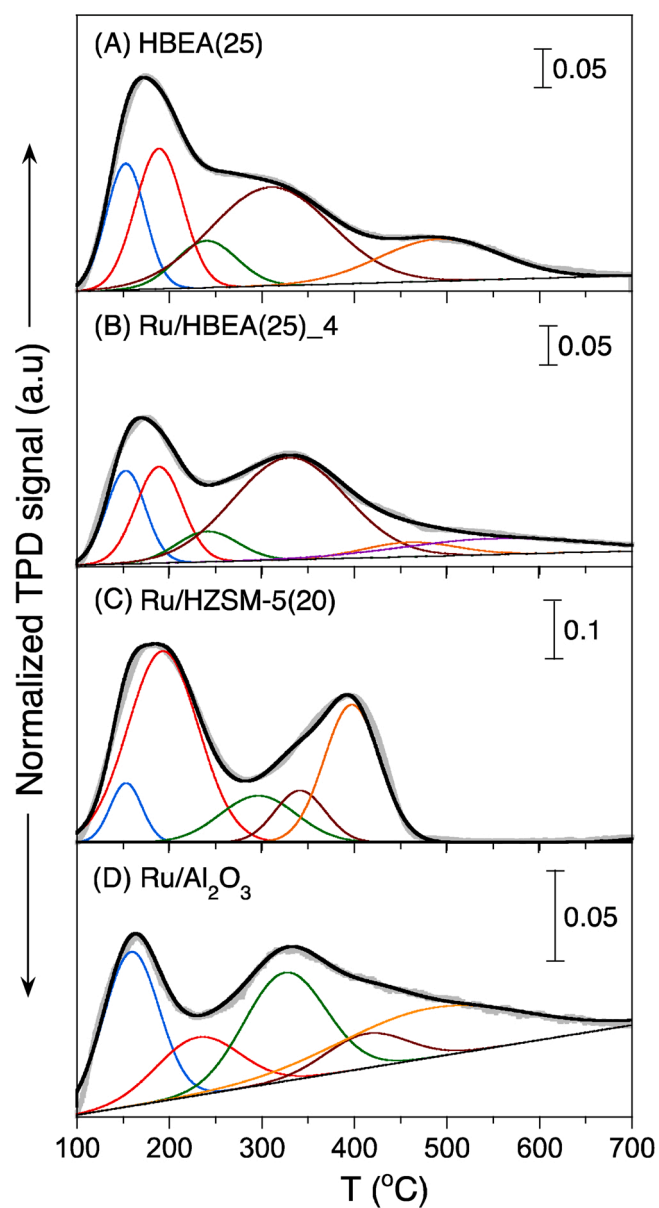 (A) HBEA(25)
0.05
(B) Ru/HBEA(25)_4
0.05
(C) Ru/HZSM-5(20)
0.1
(D) Ru/Al₂O₃
0.05
Normalized TPD signal (a.u)
100 200 300 400 500 600 700
T (°C)